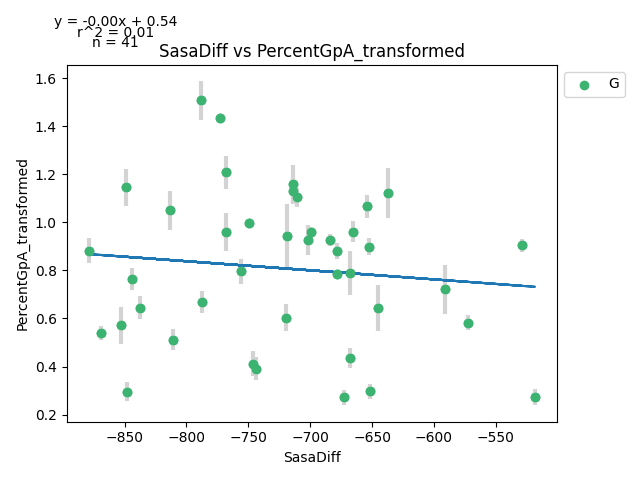 y = -0.00x + 0.54
r^2 = 0.01
n = 41
SasaDiff vs PercentGpA_transformed
G
PercentGpA_transformed
1.6
1.4
1.2
1.0
0.8
0.6
0.4
0.2
−850
−800
−750
−700
−650
−600
−550
SasaDiff